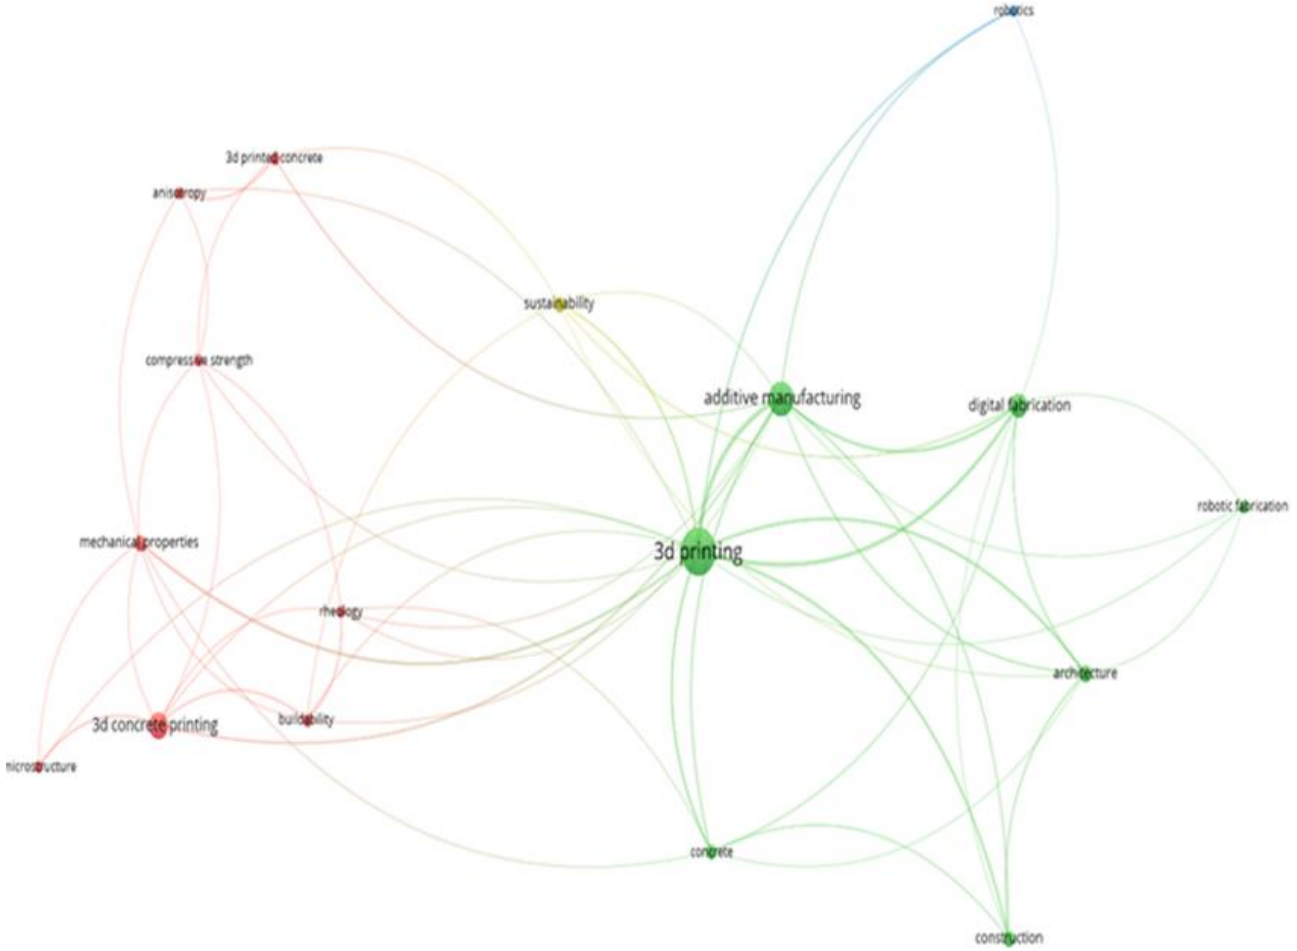 robotics
3d printed concrete
anisotropy
sustainability
compressive strength
additive manufacturing
digital fabrication
robotic fabrication
mechanical properties
3d printing
rheology
architecture
buildability
3d concrete printing
microstructure
concrete
construction